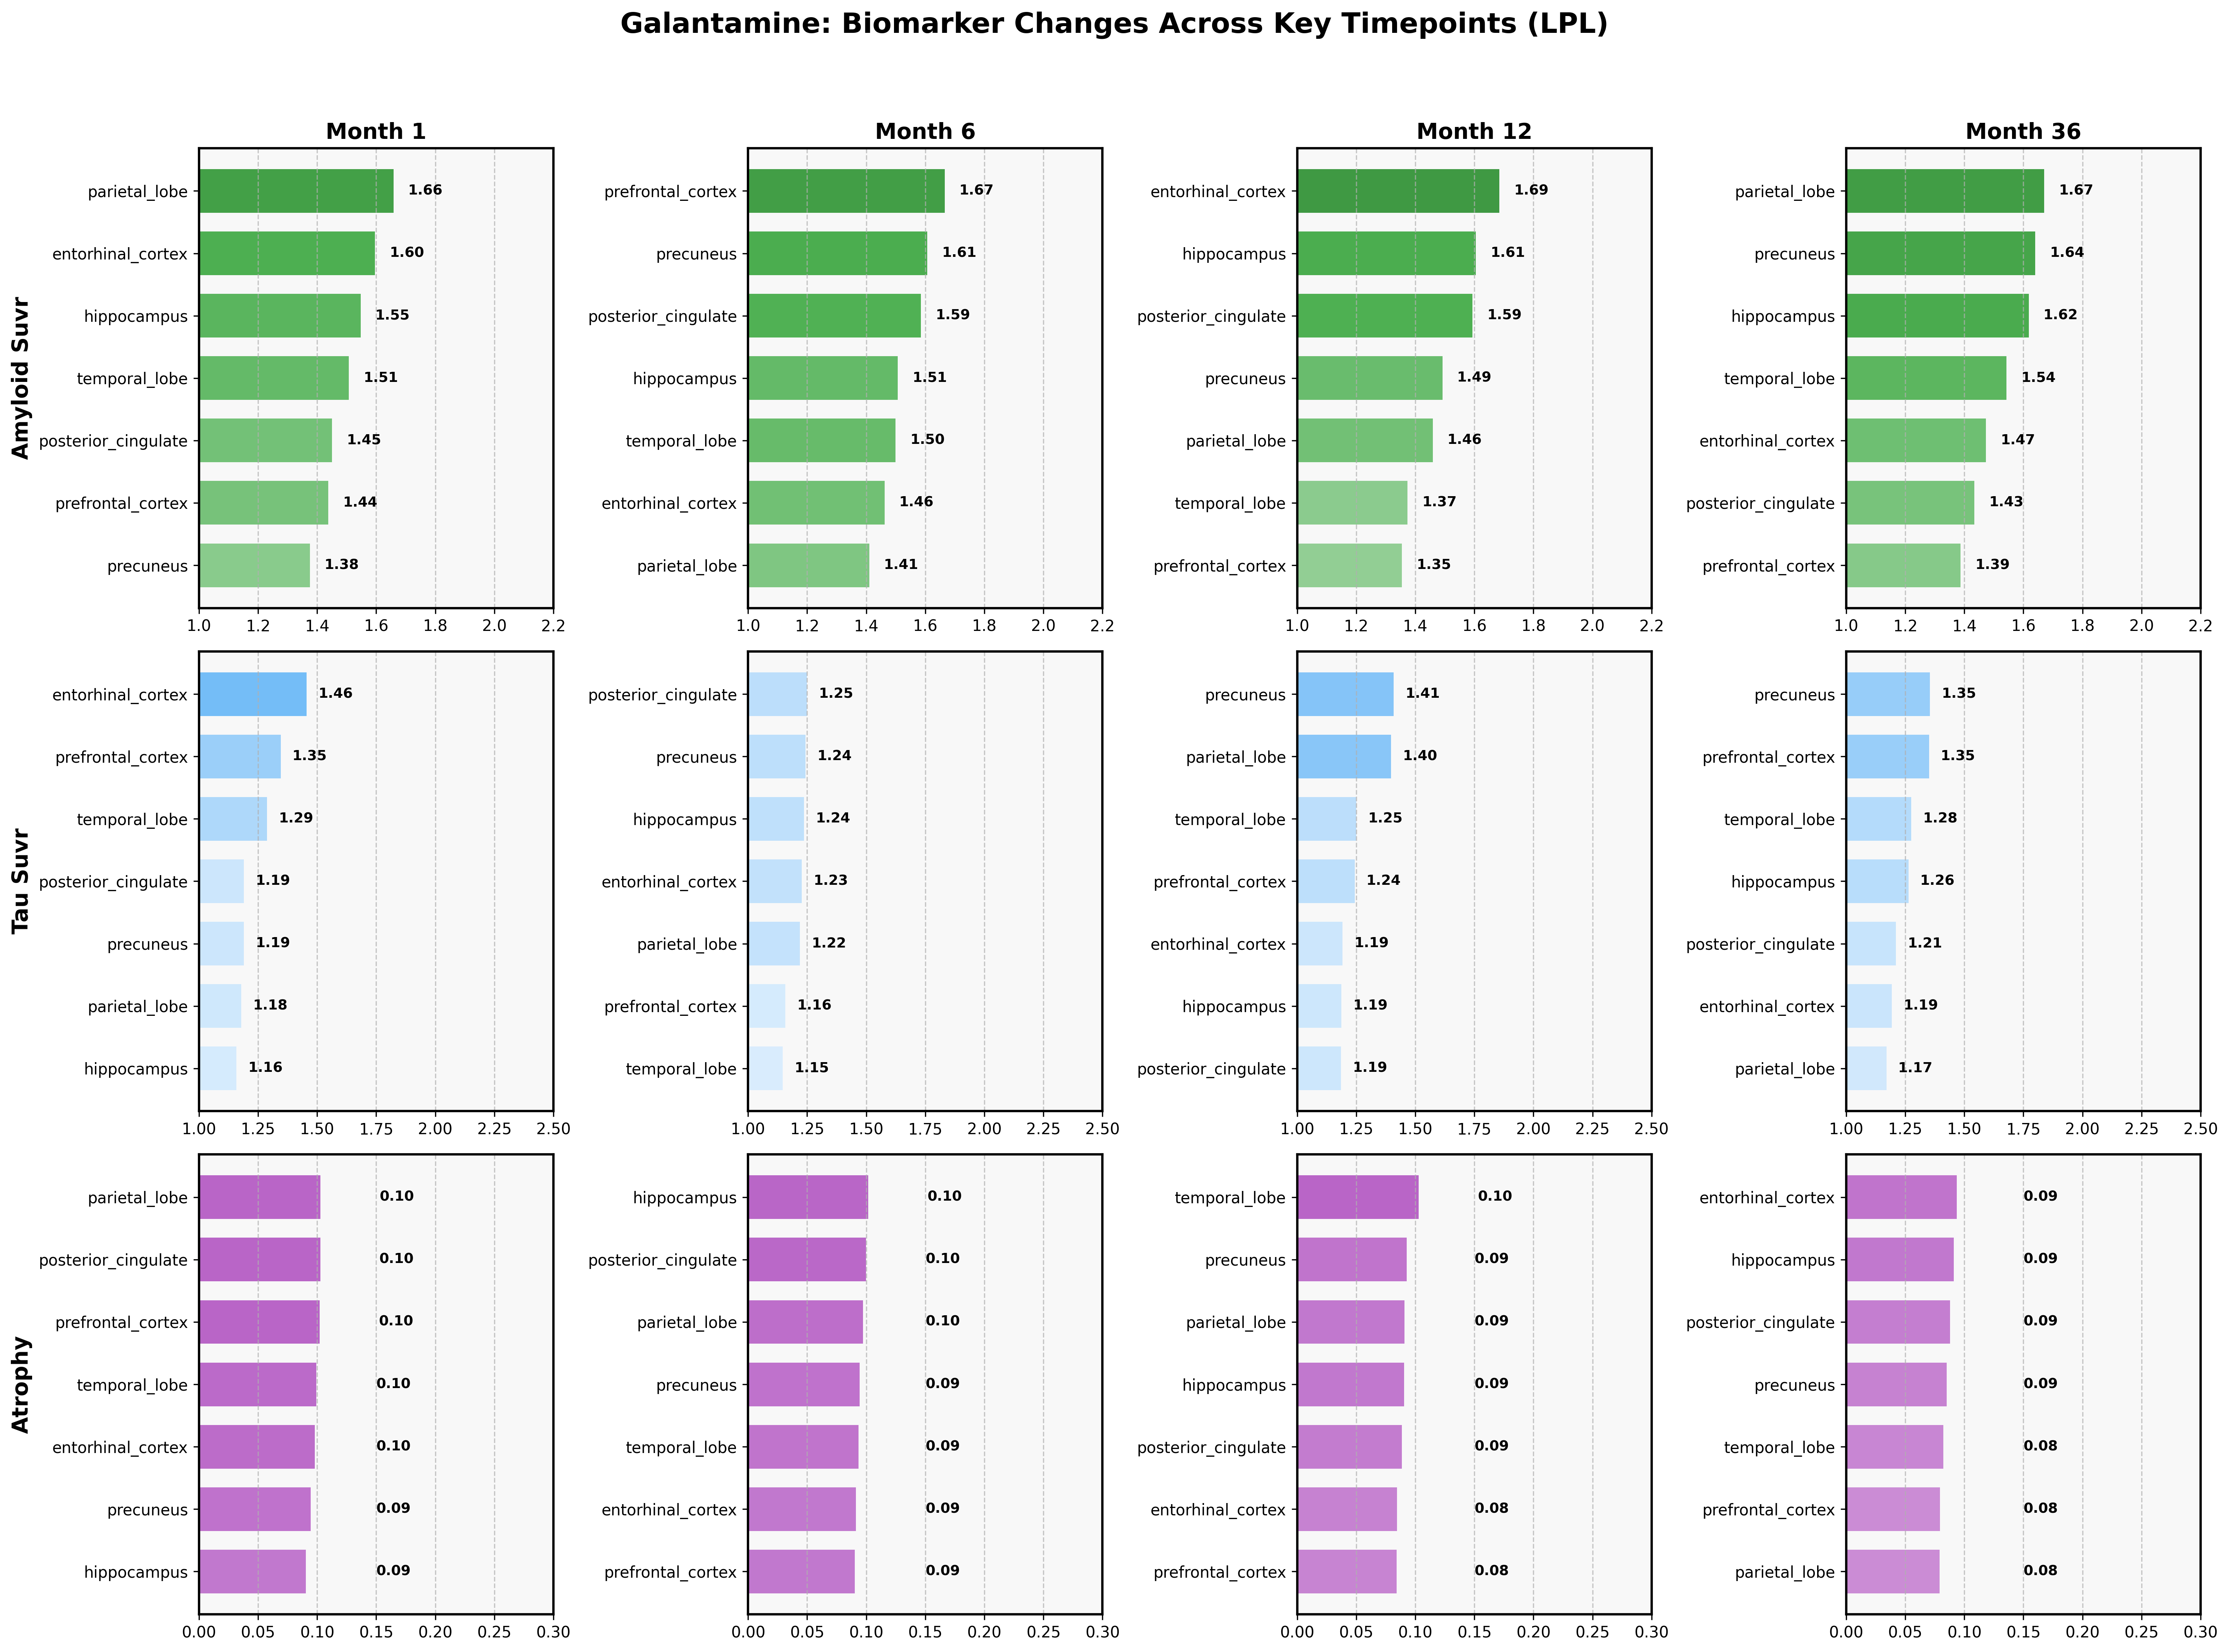 Galantamine: Biomarker Changes Across Key Timepoints (LPL)
Month 1
Month 6
Month 12
Month 36
Amyloid Suvr
parietal_lobe 1.66
entorhinal_cortex 1.60
hippocampus 1.55
temporal_lobe 1.51
posterior_cingulate 1.45
prefrontal_cortex 1.44
precuneus 1.38
1.0 1.2 1.4 1.6 1.8 2.0 2.2
prefrontal_cortex 1.67
precuneus 1.61
posterior_cingulate 1.59
hippocampus 1.51
temporal_lobe 1.50
entorhinal_cortex 1.46
parietal_lobe 1.41
1.0 1.2 1.4 1.6 1.8 2.0 2.2
entorhinal_cortex 1.69
hippocampus 1.61
posterior_cingulate 1.59
precuneus 1.49
parietal_lobe 1.46
temporal_lobe 1.37
prefrontal_cortex 1.35
1.0 1.2 1.4 1.6 1.8 2.0 2.2
parietal_lobe 1.67
precuneus 1.64
hippocampus 1.62
temporal_lobe 1.54
entorhinal_cortex 1.47
posterior_cingulate 1.43
prefrontal_cortex 1.39
1.0 1.2 1.4 1.6 1.8 2.0 2.2
Tau Suvr
entorhinal_cortex 1.46
prefrontal_cortex 1.35
temporal_lobe 1.29
posterior_cingulate 1.19
precuneus 1.19
parietal_lobe 1.18
hippocampus 1.16
1.00 1.25 1.50 1.75 2.00 2.25 2.50
posterior_cingulate 1.25
precuneus 1.24
hippocampus 1.24
entorhinal_cortex 1.23
parietal_lobe 1.22
prefrontal_cortex 1.16
temporal_lobe 1.15
1.00 1.25 1.50 1.75 2.00 2.25 2.50
precuneus 1.41
parietal_lobe 1.40
temporal_lobe 1.25
prefrontal_cortex 1.24
entorhinal_cortex 1.19
hippocampus 1.19
posterior_cingulate 1.19
1.00 1.25 1.50 1.75 2.00 2.25 2.50
precuneus 1.35
prefrontal_cortex 1.35
temporal_lobe 1.28
hippocampus 1.26
posterior_cingulate 1.21
entorhinal_cortex 1.19
parietal_lobe 1.17
1.00 1.25 1.50 1.75 2.00 2.25 2.50
Atrophy
parietal_lobe 0.10
posterior_cingulate 0.10
prefrontal_cortex 0.10
temporal_lobe 0.10
entorhinal_cortex 0.10
precuneus 0.09
hippocampus 0.09
0.00 0.05 0.10 0.15 0.20 0.25 0.30
hippocampus 0.10
posterior_cingulate 0.10
parietal_lobe 0.10
precuneus 0.09
temporal_lobe 0.09
entorhinal_cortex 0.09
prefrontal_cortex 0.09
0.00 0.05 0.10 0.15 0.20 0.25 0.30
temporal_lobe 0.10
precuneus 0.09
parietal_lobe 0.09
hippocampus 0.09
posterior_cingulate 0.09
entorhinal_cortex 0.08
prefrontal_cortex 0.08
0.00 0.05 0.10 0.15 0.20 0.25 0.30
entorhinal_cortex 0.09
hippocampus 0.09
posterior_cingulate 0.09
precuneus 0.09
temporal_lobe 0.08
prefrontal_cortex 0.08
parietal_lobe 0.08
0.00 0.05 0.10 0.15 0.20 0.25 0.30